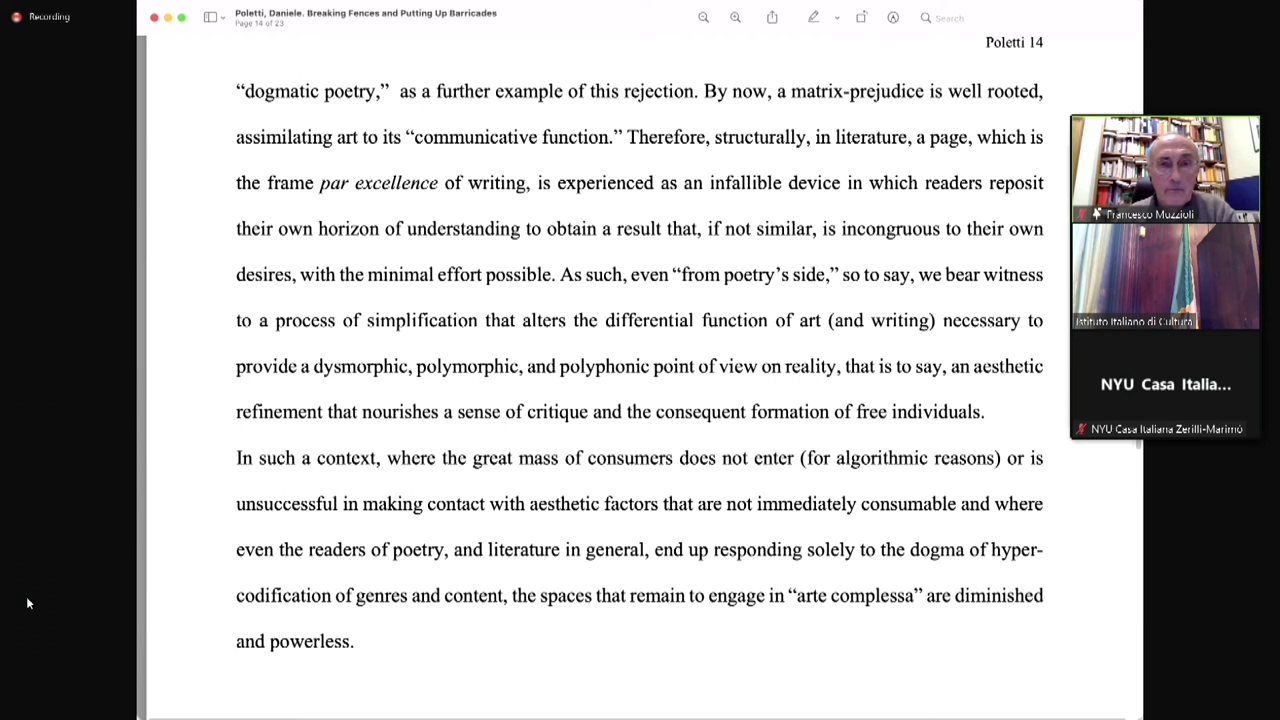 Recording
Poletti, Daniele. Breaking Fences and Putting Up Barricades
Page 14 of 23
Search
Poletti 14
“dogmatic poetry,” as a further example of this rejection. By now, a matrix-prejudice is well rooted,
assimilating art to its “communicative function.” Therefore, structurally, in literature, a page, which is
the frame par excellence of writing, is experienced as an infallible device in which readers reposit
their own horizon of understanding to obtain a result that, if not similar, is incongruous to their own
desires, with the minimal effort possible. As such, even “from poetry’s side,” so to say, we bear witness
to a process of simplification that alters the differential function of art (and writing) necessary to
provide a dysmorphic, polymorphic, and polyphonic point of view on reality, that is to say, an aesthetic
refinement that nourishes a sense of critique and the consequent formation of free individuals.
In such a context, where the great mass of consumers does not enter (for algorithmic reasons) or is
unsuccessful in making contact with aesthetic factors that are not immediately consumable and where
even the readers of poetry, and literature in general, end up responding solely to the dogma of hyper-
codification of genres and content, the spaces that remain to engage in “arte complessa” are diminished
and powerless.
Francesco Muzzioli
Istituto Italiano di Cultura
NYU Casa Italia...
NYU Casa Italiana Zerilli-Marimò